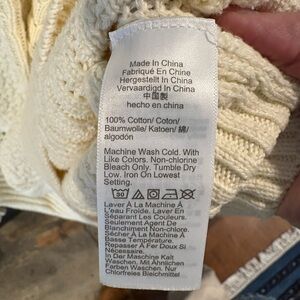 Made In China
Fabriqué En Chine
Hergestellt In China
Vervaardigd In China
中国製
hecho en china
100% Cotton/ Coton/
Baumwolle/ Katoen/ 綿/
algodón
Machine Wash Cold. With
Like Colors. Non-chlorine
Bleach Only. Tumble Dry
Low. Iron On Lowest
Setting.
30
Laver À La Machine À
L'eau Froide. Laver En
Séparant Les Couleurs.
Seulement Agent De
Blanchiment Non-chloré.
Sécher À La Machine À
Basse Température.
Repasser À Fer Doux Si
Nécessaire.
In Der Maschine Kalt
Waschen. Mit Ähnlichen
Farben Waschen. Nur
Chlorfreies Bleichmittel